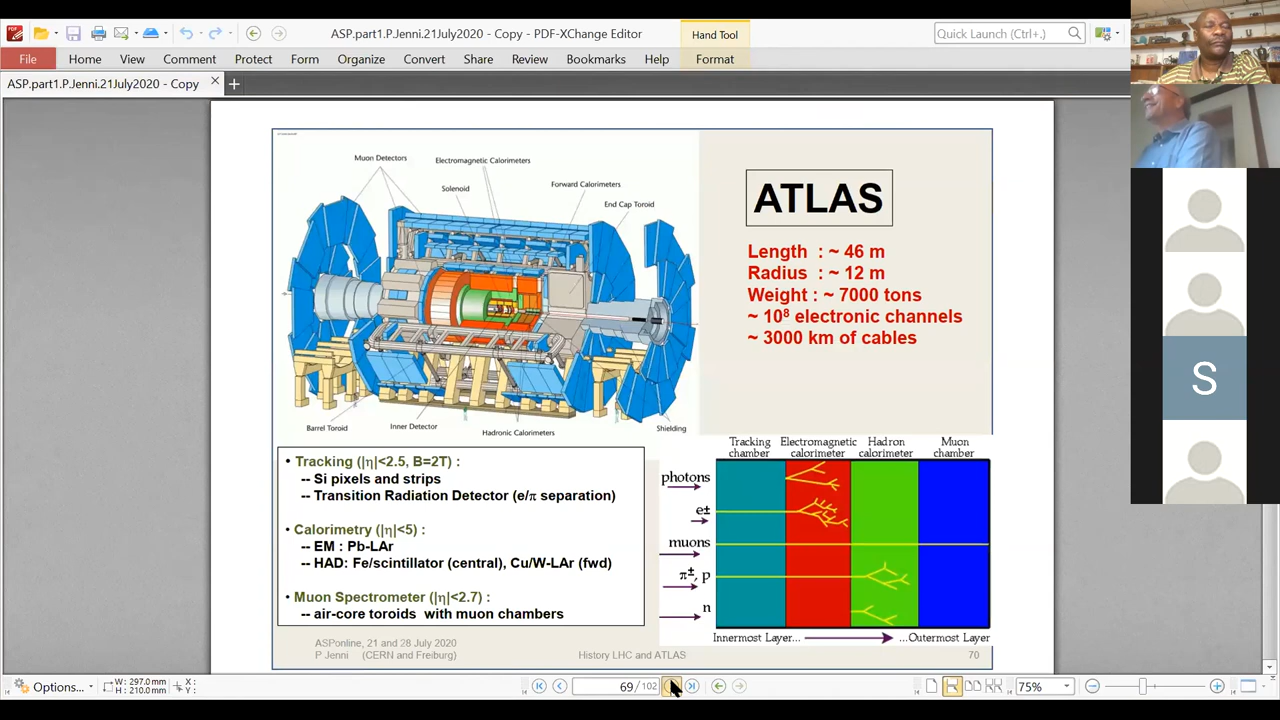 ASP.part1.P.Jenni.21July2020 - Copy - PDF-XChange Editor
Hand Tool
Quick Launch (Ctrl+.)
File
Home
View
Comment
Protect
Form
Organize
Convert
Share
Review
Bookmarks
Help
Format
ASP.part1.P.Jenni.21July2020 - Copy
Muon Detectors
Electromagnetic Calorimeters
Solenoid
Forward Calorimeters
End Cap Toroid
Barrel Toroid
Inner Detector
Hadronic Calorimeters
Shielding
ATLAS
Length : ~ 46 m
Radius : ~ 12 m
Weight : ~ 7000 tons
~ 10⁸ electronic channels
~ 3000 km of cables
• Tracking (|η|<2.5, B=2T) :
-- Si pixels and strips
-- Transition Radiation Detector (e/π separation)
• Calorimetry (|η|<5) :
-- EM : Pb-LAr
-- HAD: Fe/scintillator (central), Cu/W-LAr (fwd)
• Muon Spectrometer (|η|<2.7) :
-- air-core toroids with muon chambers
Tracking chamber
Electromagnetic calorimeter
Hadron calorimeter
Muon chamber
photons
e±
muons
π±, p
n
Innermost Layer...
...Outermost Layer
ASPonline, 21 and 28 July 2020
P Jenni (CERN and Freiburg)
History LHC and ATLAS
70
S
Options...
W: 297.0mm
H: 210.0mm
X:
Y:
69 / 102
75%